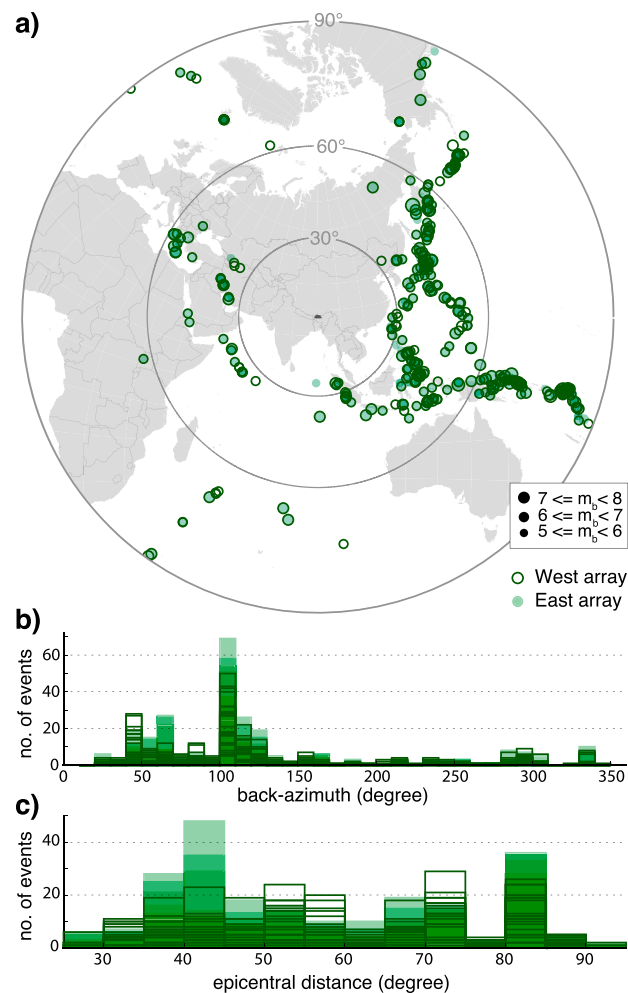 a)
90°
60°
30°
7 <= m_b < 8
6 <= m_b < 7
5 <= m_b < 6
West array
East array
b)
no. of events
60
40
20
0
0 50 100 150 200 250 300 350
back-azimuth (degree)
c)
no. of events
40
20
0
30 40 50 60 70 80 90
epicentral distance (degree)